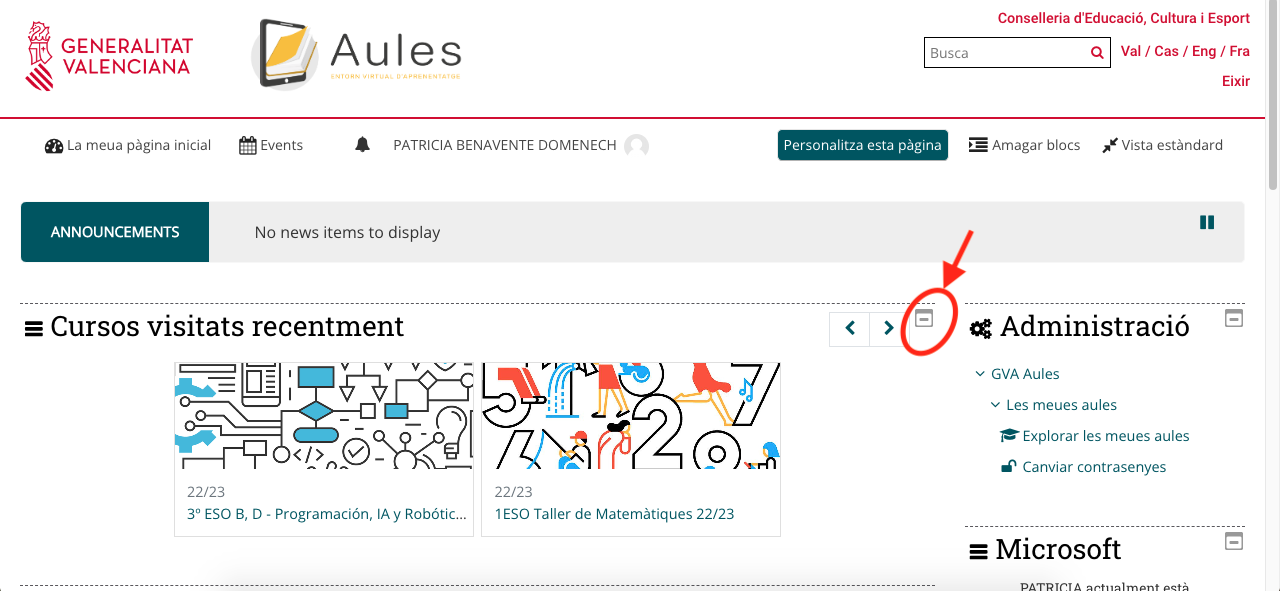 Conselleria d'Educació, Cultura i Esport
GENERALITAT
VALENCIANA
Aules
ENTORN VIRTUAL D'APRENENTATGE
Busca
Val / Cas / Eng / Fra
Eixir
La meua pàgina inicial
Events
PATRICIA BENAVENTE DOMENECH
Personalitza esta pàgina
Amagar blocs
Vista estàndard
ANNOUNCEMENTS
No news items to display
Cursos visitats recentment
22/23
3º ESO B, D - Programación, IA y Robótic...
22/23
1ESO Taller de Matemàtiques 22/23
Administració
GVA Aules
Les meues aules
Explorar les meues aules
Canviar contrasenyes
Microsoft
PATRICIA actualment està